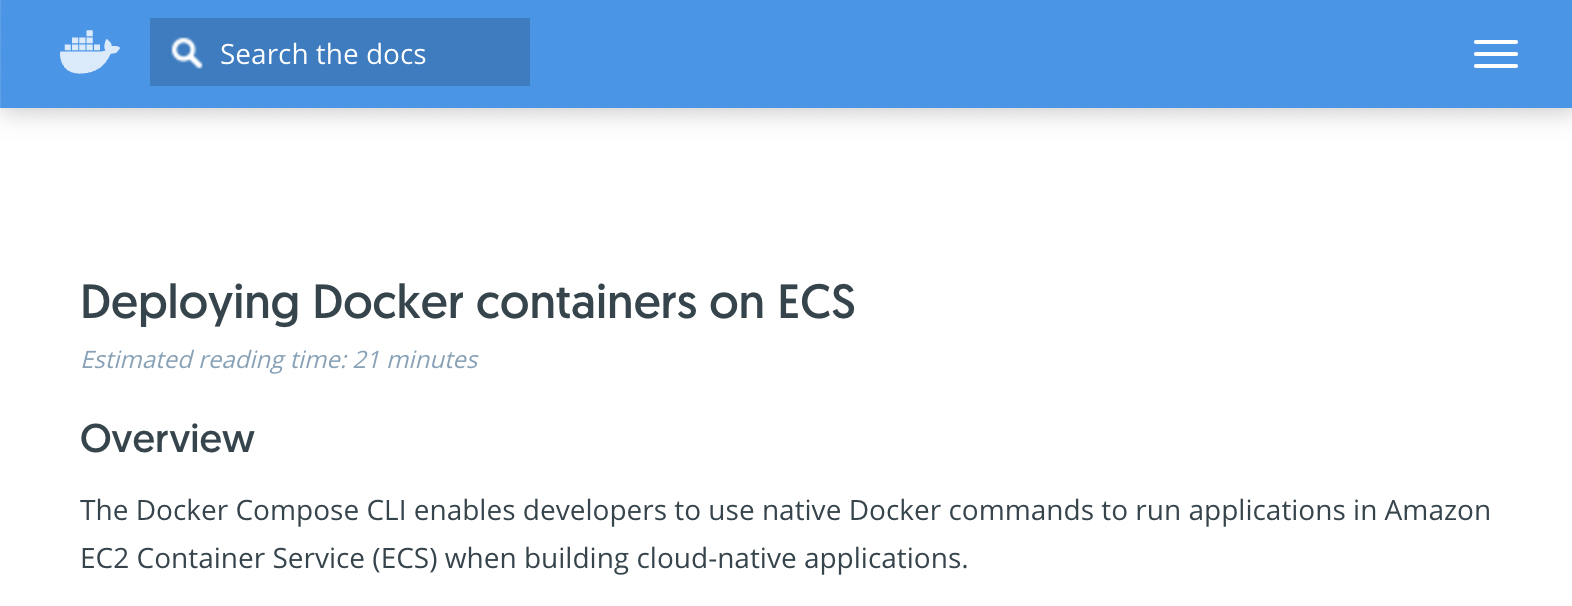 Search the docs
Deploying Docker containers on ECS
Estimated reading time: 21 minutes
Overview
The Docker Compose CLI enables developers to use native Docker commands to run applications in Amazon
EC2 Container Service (ECS) when building cloud-native applications.